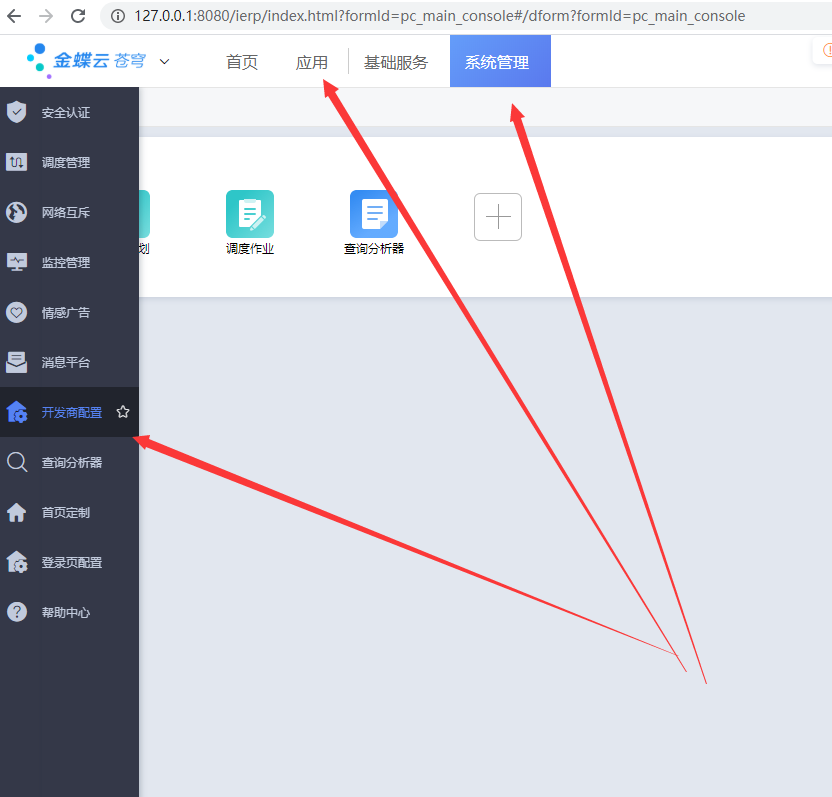 127.0.0.1:8080/ierp/index.html?formId=pc_main_console#/dform?formId=pc_main_console
金蝶云 苍穹 首页 应用 基础服务 系统管理
安全认证
调度管理
网络互斥
监控管理
情感广告
消息平台
开发商配置
查询分析器
首页定制
登录页配置
帮助中心
划 调度作业 查询分析器